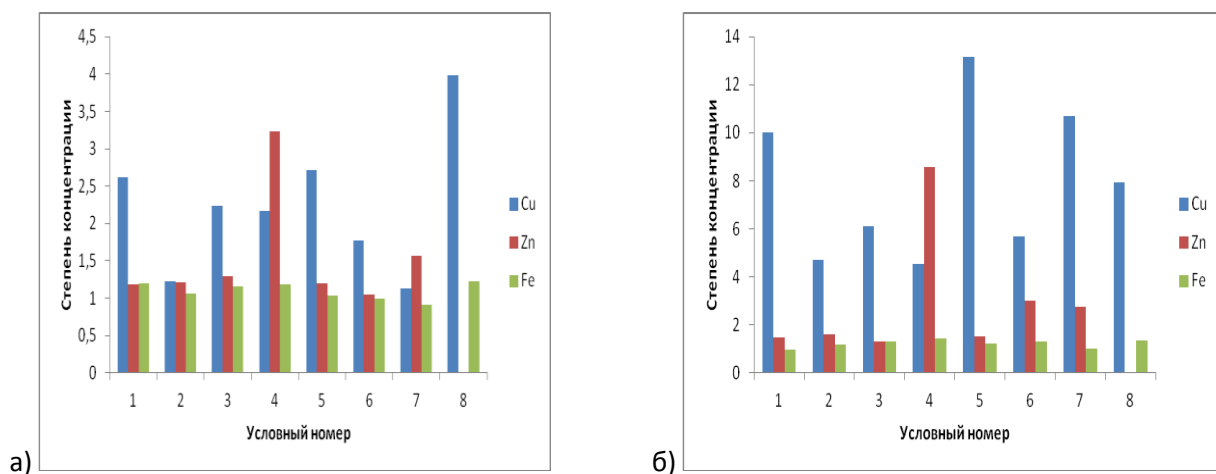 4,5
4
3,5
3
2,5
2
1,5
1
0,5
0
Степень концентрации
1 2 3 4 5 6 7 8
Условный номер
Cu
Zn
Fe
а)
14
12
10
8
6
4
2
0
Степень концентрации
1 2 3 4 5 6 7 8
Условный номер
Cu
Zn
Fe
б)